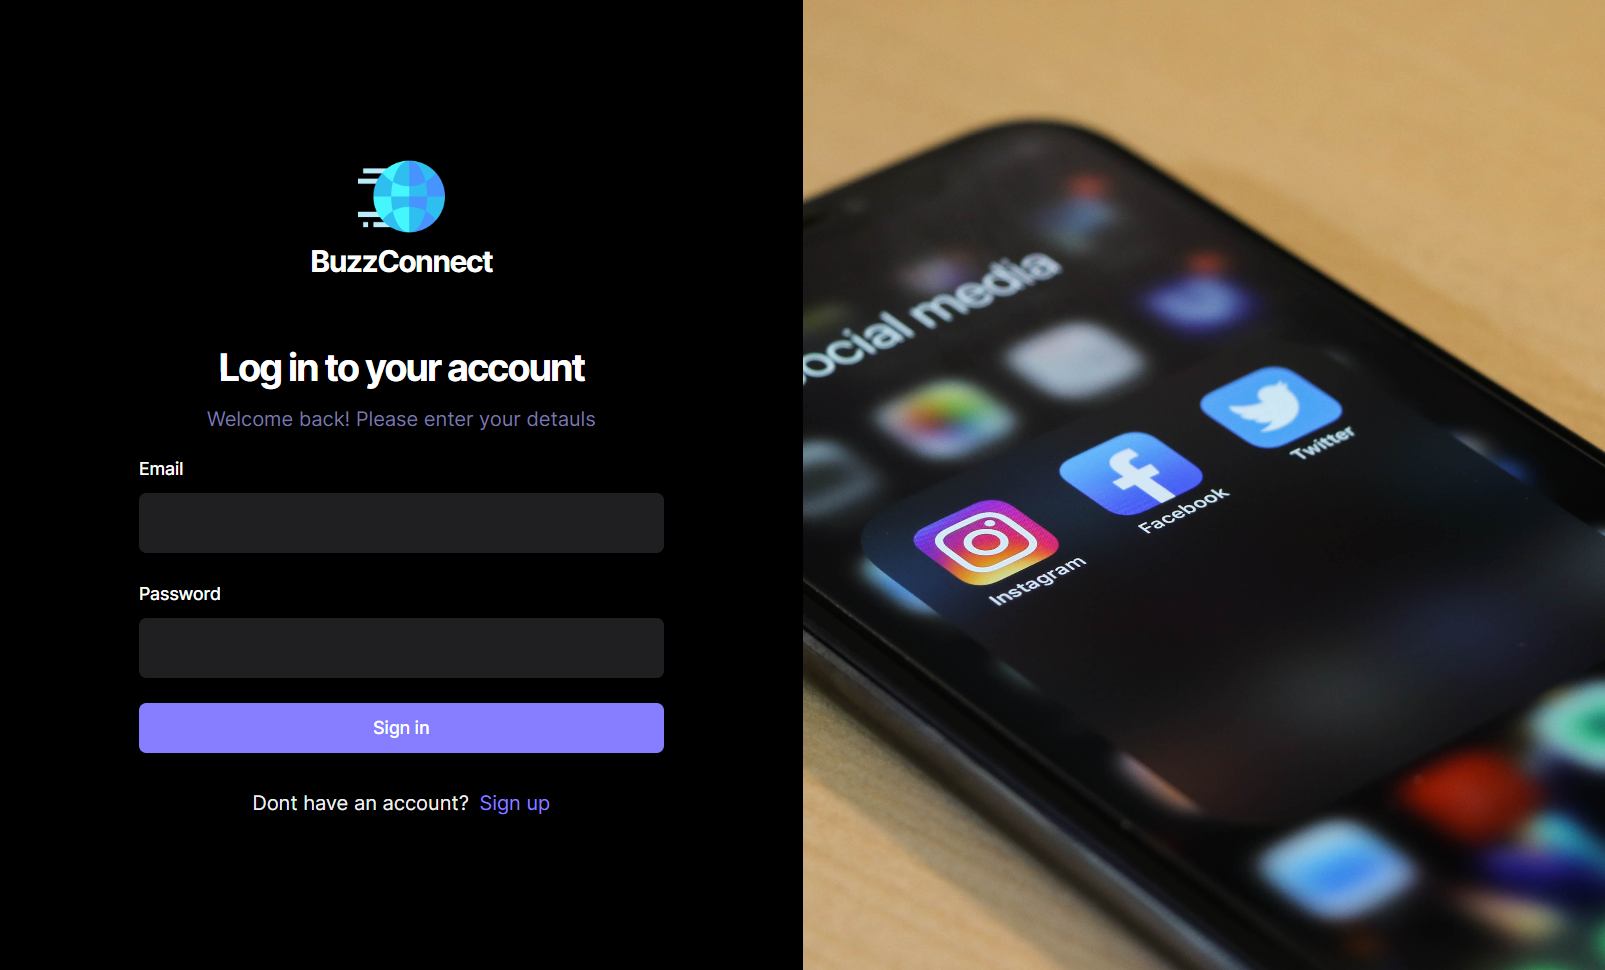 BuzzConnect
Log in to your account
Welcome back! Please enter your detauls
Email
Password
Sign in
Dont have an account? Sign up
ocial media
Twitter
Facebook
Instagram